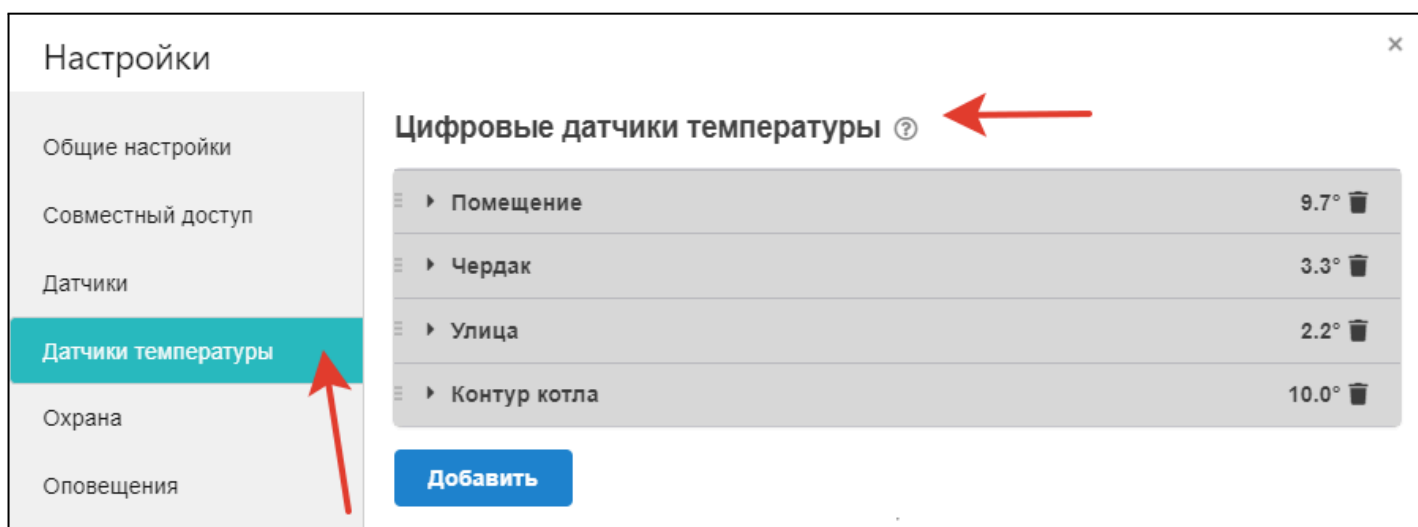 Настройки
×
Общие настройки
Совместный доступ
Датчики
Датчики температуры
Охрана
Оповещения
Цифровые датчики температуры ?
Помещение 9.7°
Чердак 3.3°
Улица 2.2°
Контур котла 10.0°
Добавить